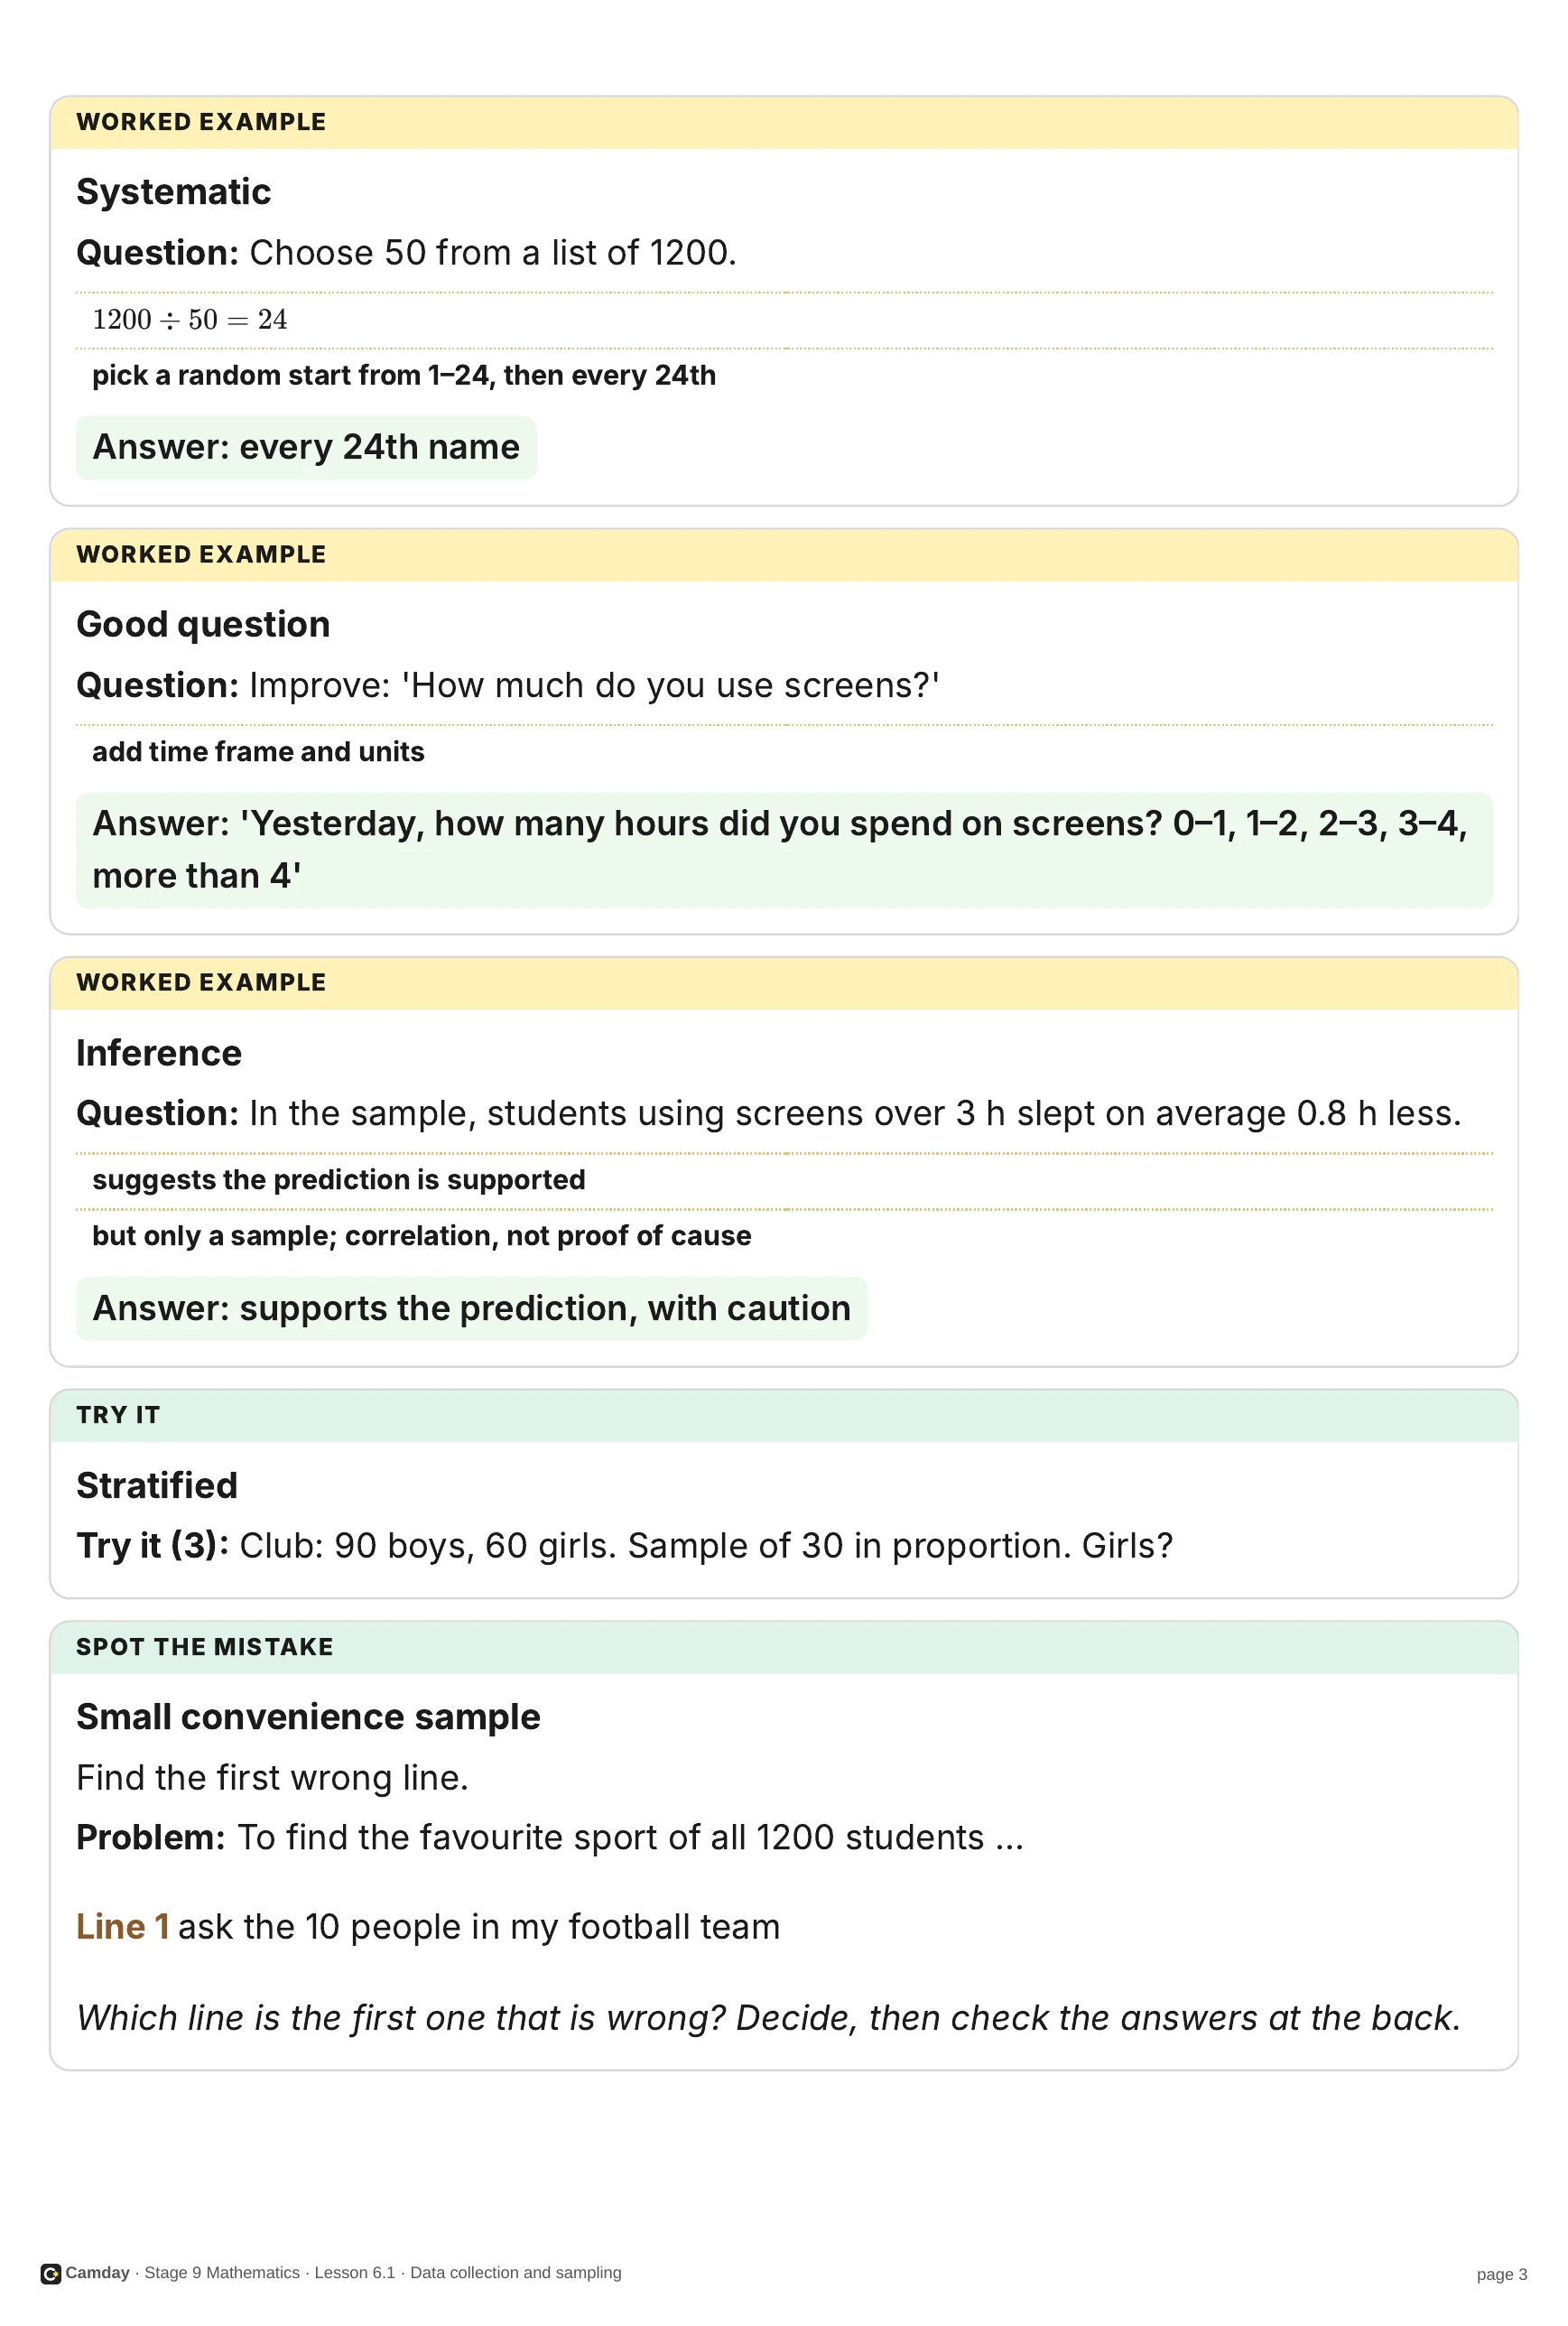 WORKED EXAMPLE
Systematic
Question: Choose 50 from a list of 1200.
1200 ÷ 50 = 24
pick a random start from 1–24, then every 24th
Answer: every 24th name
WORKED EXAMPLE
Good question
Question: Improve: 'How much do you use screens?'
add time frame and units
Answer: 'Yesterday, how many hours did you spend on screens? 0–1, 1–2, 2–3, 3–4,
more than 4'
WORKED EXAMPLE
Inference
Question: In the sample, students using screens over 3 h slept on average 0.8 h less.
suggests the prediction is supported
but only a sample; correlation, not proof of cause
Answer: supports the prediction, with caution
TRY IT
Stratified
Try it (3): Club: 90 boys, 60 girls. Sample of 30 in proportion. Girls?
SPOT THE MISTAKE
Small convenience sample
Find the first wrong line.
Problem: To find the favourite sport of all 1200 students ...
Line 1 ask the 10 people in my football team
Which line is the first one that is wrong? Decide, then check the answers at the back.
Camday · Stage 9 Mathematics · Lesson 6.1 · Data collection and sampling
page 3